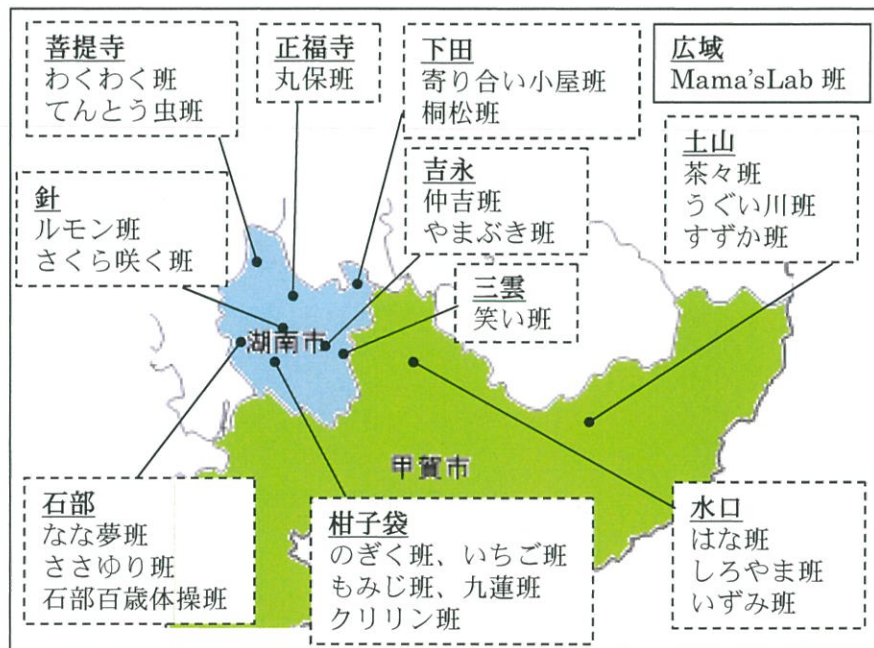 菩提寺
わくわく班
てんとう虫班
正福寺
丸保班
下田
寄り合い小屋班
桐松班
広域
Mama'sLab 班
針
ルモン班
さくら咲く班
吉永
仲吉班
やまぶき班
土山
茶々班
うぐい川班
すずか班
三雲
笑い班
湖南市
甲賀市
石部
なな夢班
ささゆり班
石部百歳体操班
柑子袋
のぎく班、いちご班
もみじ班、九蓮班
クリリン班
水口
はな班
しろやま班
いずみ班